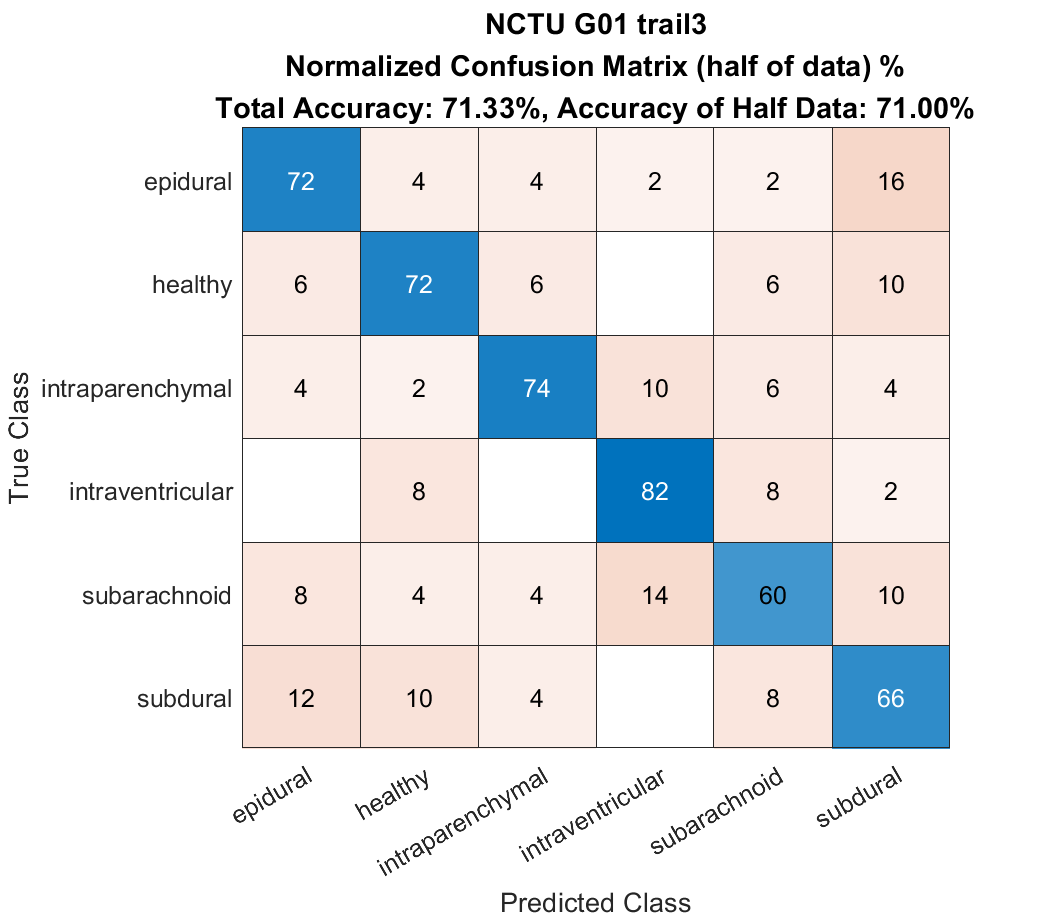 NCTU G01 trail3
Normalized Confusion Matrix (half of data) %
Total Accuracy: 71.33%, Accuracy of Half Data: 71.00%
True Class
epidural 72 4 4 2 2 16
healthy 6 72 6 6 10
intraparenchymal 4 2 74 10 6 4
intraventricular 8 82 8 2
subarachnoid 8 4 4 14 60 10
subdural 12 10 4 8 66
epidural healthy intraparenchymal intraventricular subarachnoid subdural
Predicted Class